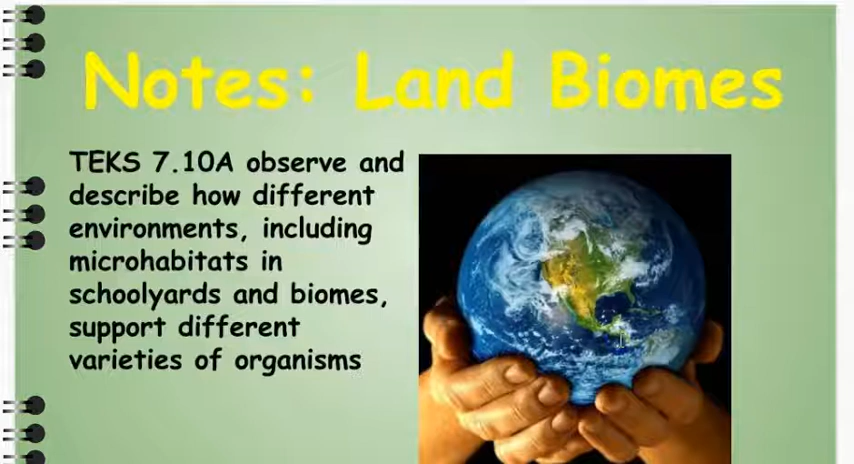 Notes: Land Biomes
TEKS 7.10A observe and
describe how different
environments, including
microhabitats in
schoolyards and biomes,
support different
varieties of organisms